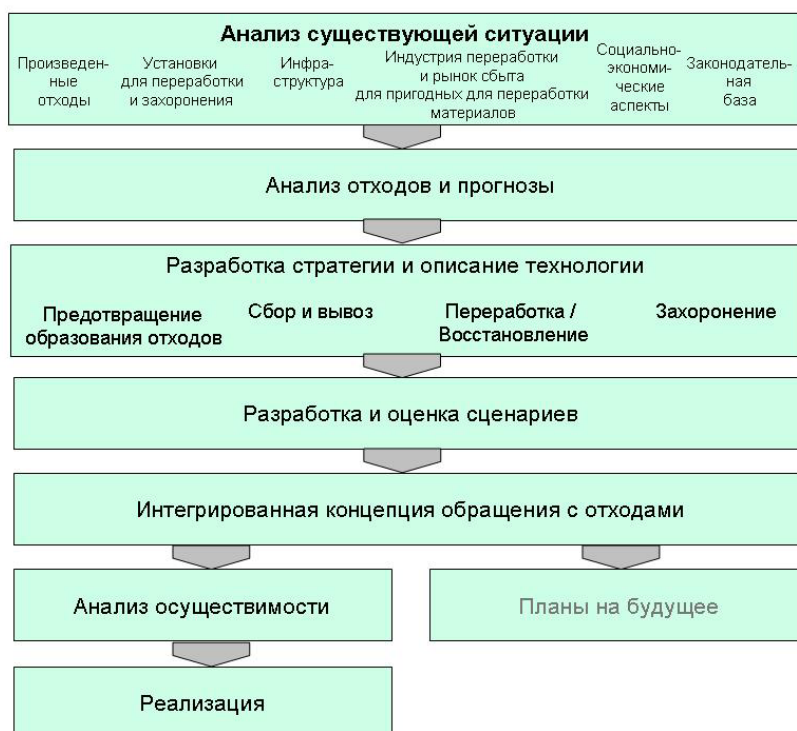 Анализ существующей ситуации
Произведен-
ные
отходы
Установки
для переработки
и захоронения
Инфра-
структура
Индустрия переработки
и рынок сбыта
для пригодных для переработки
материалов
Социально-
экономи-
ческие
аспекты
Законодатель-
ная
база
Анализ отходов и прогнозы
Разработка стратегии и описание технологии
Предотвращение
образования отходов
Сбор и вывоз
Переработка /
Восстановление
Захоронение
Разработка и оценка сценариев
Интегрированная концепция обращения с отходами
Анализ осуществимости
Планы на будущее
Реализация